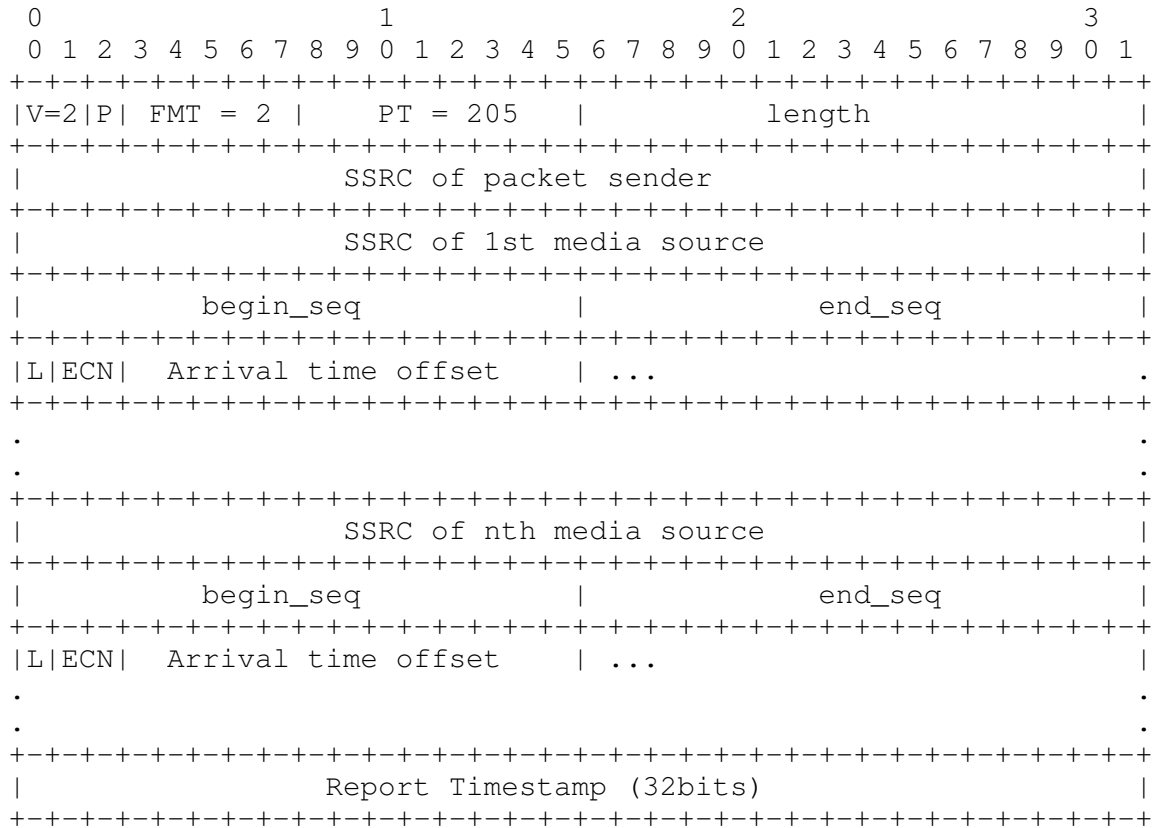 0                   1                   2                   3
 0 1 2 3 4 5 6 7 8 9 0 1 2 3 4 5 6 7 8 9 0 1 2 3 4 5 6 7 8 9 0 1
+-+-+-+-+-+-+-+-+-+-+-+-+-+-+-+-+-+-+-+-+-+-+-+-+-+-+-+-+-+-+-+-+
|V=2|P| FMT = 2 |    PT = 205   |          length               |
+-+-+-+-+-+-+-+-+-+-+-+-+-+-+-+-+-+-+-+-+-+-+-+-+-+-+-+-+-+-+-+-+
|                  SSRC of packet sender                        |
+-+-+-+-+-+-+-+-+-+-+-+-+-+-+-+-+-+-+-+-+-+-+-+-+-+-+-+-+-+-+-+-+
|                  SSRC of 1st media source                     |
+-+-+-+-+-+-+-+-+-+-+-+-+-+-+-+-+-+-+-+-+-+-+-+-+-+-+-+-+-+-+-+-+
|          begin_seq            |             end_seq           |
+-+-+-+-+-+-+-+-+-+-+-+-+-+-+-+-+-+-+-+-+-+-+-+-+-+-+-+-+-+-+-+-+
|L|ECN|  Arrival time offset    | ...                           .
+-+-+-+-+-+-+-+-+-+-+-+-+-+-+-+-+-+-+-+-+-+-+-+-+-+-+-+-+-+-+-+-+
.                                                               .
.                                                               .
+-+-+-+-+-+-+-+-+-+-+-+-+-+-+-+-+-+-+-+-+-+-+-+-+-+-+-+-+-+-+-+-+
|                  SSRC of nth media source                     |
+-+-+-+-+-+-+-+-+-+-+-+-+-+-+-+-+-+-+-+-+-+-+-+-+-+-+-+-+-+-+-+-+
|          begin_seq            |             end_seq           |
+-+-+-+-+-+-+-+-+-+-+-+-+-+-+-+-+-+-+-+-+-+-+-+-+-+-+-+-+-+-+-+-+
|L|ECN|  Arrival time offset    | ...                           |
.                                                               .
.                                                               .
+-+-+-+-+-+-+-+-+-+-+-+-+-+-+-+-+-+-+-+-+-+-+-+-+-+-+-+-+-+-+-+-+
|                 Report Timestamp (32bits)                     |
+-+-+-+-+-+-+-+-+-+-+-+-+-+-+-+-+-+-+-+-+-+-+-+-+-+-+-+-+-+-+-+-+